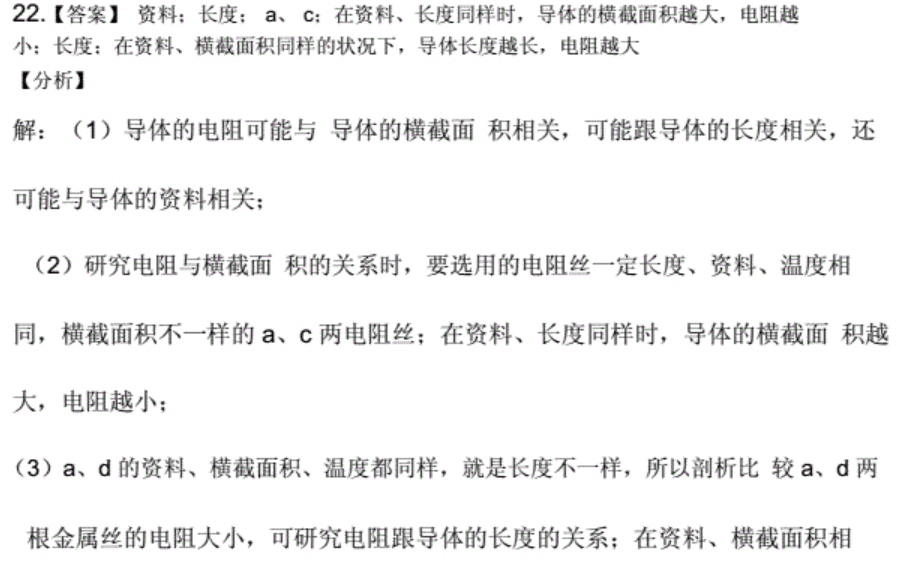 22.【答案】 资料；长度； a、 c；在资料、长度同样时，导体的横截面积越大，电阻越
小；长度；在资料、横截面积同样的状况下，导体长度越长，电阻越大
【分析】
解：（1）导体的电阻可能与 导体的横截面 积相关，可能跟导体的长度相关，还
可能与导体的资料相关；
（2）研究电阻与横截面 积的关系时，要选用的电阻丝一定长度、资料、温度相
同，横截面积不一样的 a、c 两电阻丝；在资料、长度同样时，导体的横截面 积越
大，电阻越小；
（3）a、d 的资料、横截面积、温度都同样，就是长度不一样，所以剖析比 较 a、d 两
根金属丝的电阻大小，可研究电阻跟导体的长度的关系；在资料、横截面积相